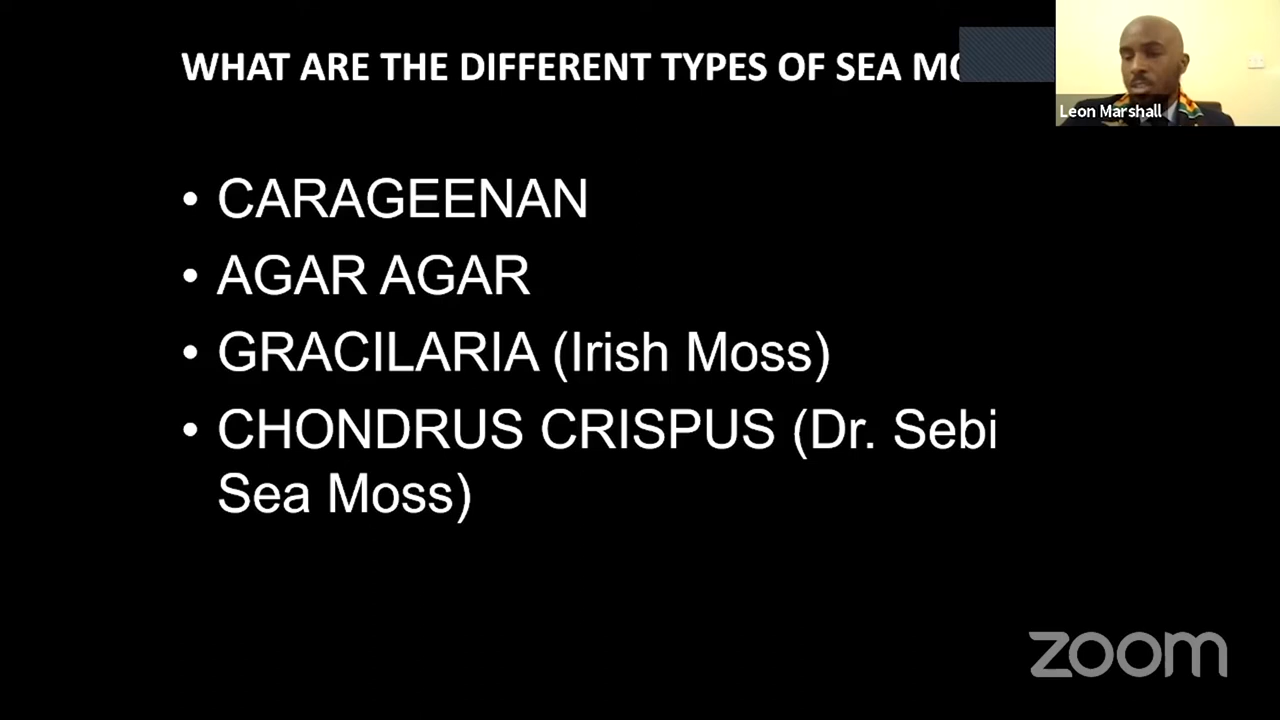 WHAT ARE THE DIFFERENT TYPES OF SEA
Leon Marshall
• CARAGEENAN
• AGAR AGAR
• GRACILARIA (Irish Moss)
• CHONDRUS CRISPUS (Dr. Sebi
Sea Moss)
zoom